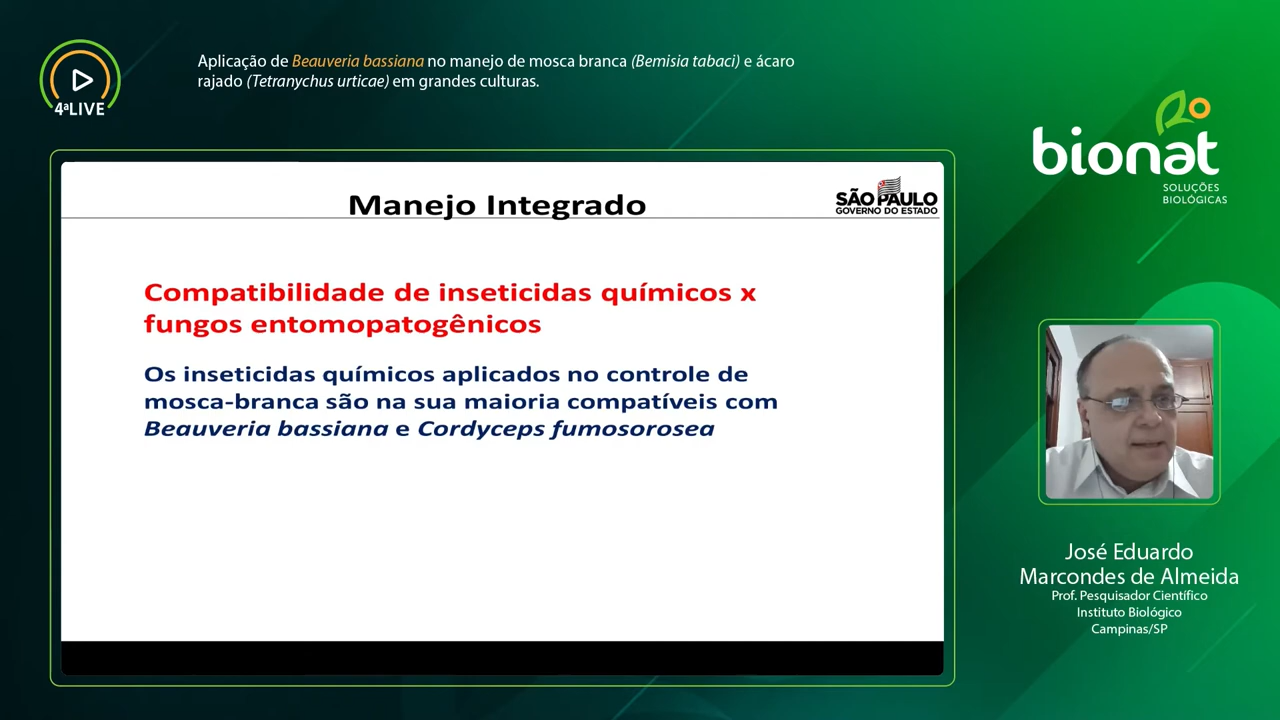 Aplicação de Beauveria bassiana no manejo de mosca branca (Bemisia tabaci) e ácaro
rajado (Tetranychus urticae) em grandes culturas.
4ªLIVE
bionat
SOLUÇÕES
BIOLÓGICAS
Manejo Integrado
SÃO PAULO
GOVERNO DO ESTADO
Compatibilidade de inseticidas químicos x
fungos entomopatogênicos
Os inseticidas químicos aplicados no controle de
mosca-branca são na sua maioria compatíveis com
Beauveria bassiana e Cordyceps fumosorosea
José Eduardo
Marcondes de Almeida
Prof. Pesquisador Científico
Instituto Biológico
Campinas/SP